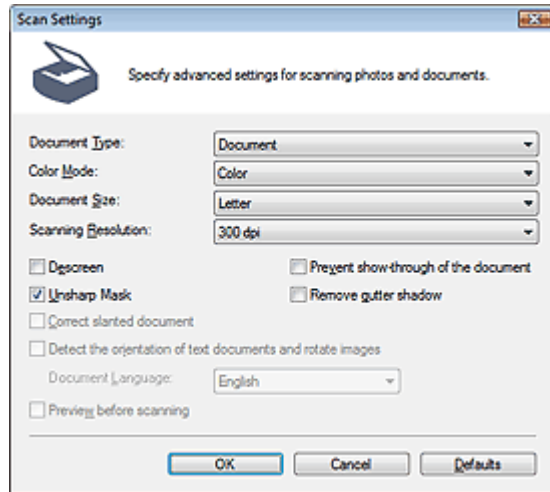 Scan Settings
Specify advanced settings for scanning photos and documents.
Document Type: Document
Color Mode: Color
Document Size: Letter
Scanning Resolution: 300 dpi
Descreen Prevent show-through of the document
Unsharp Mask Remove gutter shadow
Correct slanted document
Detect the orientation of text documents and rotate images
Document Language: English
Preview before scanning
OK Cancel Defaults